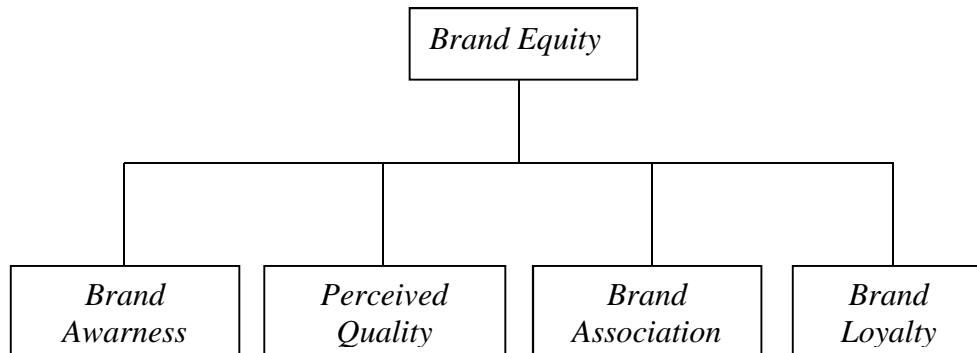 Brand Equity
Brand
Awarness
Perceived
Quality
Brand
Association
Brand
Loyalty